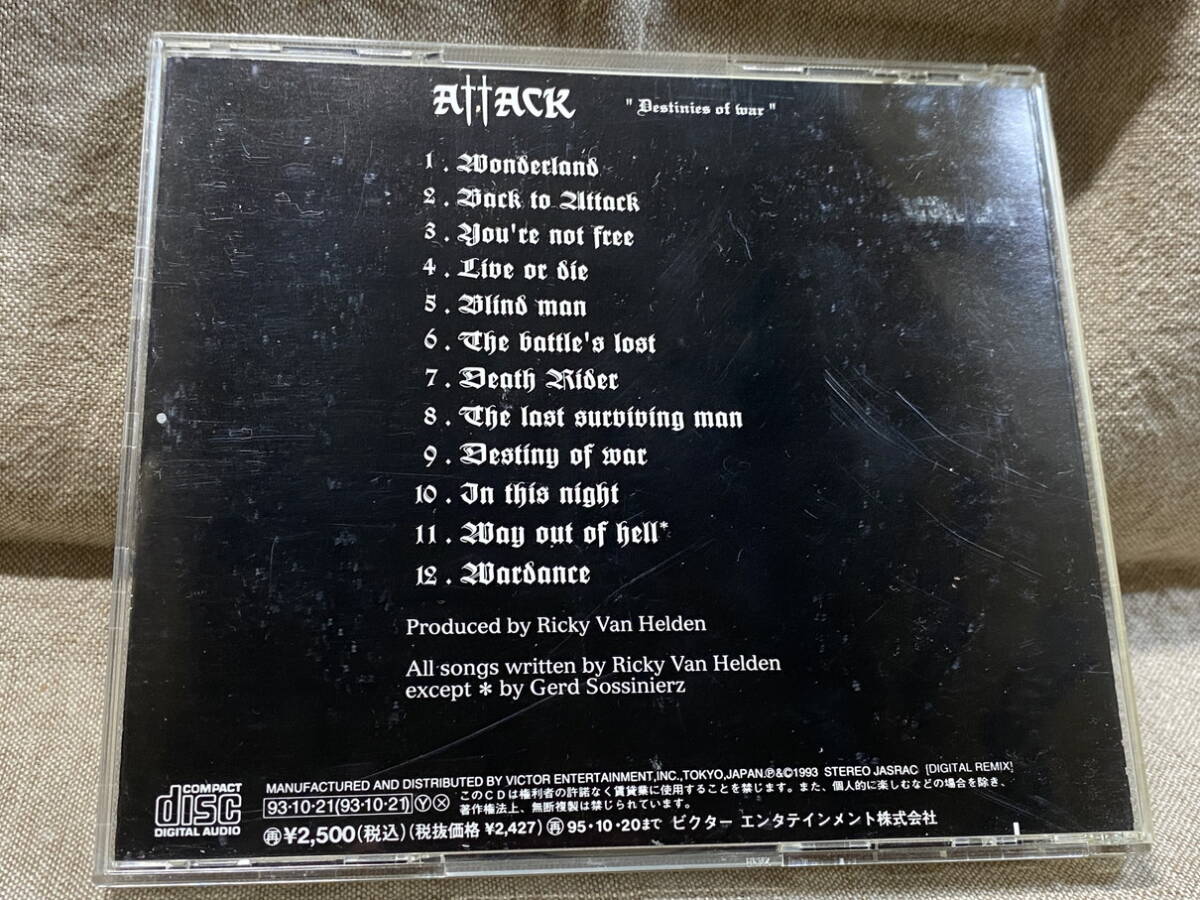 Attack " Destinies of war "
1. Wonderland
2. Back to Attack
3. You're not free
4. Live or die
5. Blind man
6. The battle's lost
7. Death Rider
8. The last surviving man
9. Destiny of war
10. In this night
11. Way out of hell*
12. Wardance
Produced by Ricky Van Helden
All songs written by Ricky Van Helden
except * by Gerd Sossinierz
COMPACT
disc
DIGITAL AUDIO
MANUFACTURED AND DISTRIBUTED BY VICTOR ENTERTAINMENT,INC.,TOKYO,JAPAN.℗&©1993 STEREO JASRAC [DIGITAL REMIX]
93·10·21(93·10·21)ⓎⓍ このCDは権利者の許諾なく賃貸業に使用することを禁じます。また、個人的に楽しむなどの場合を除き、
著作権法上、無断複製は禁じられています。
㊢¥2,500(税込)(税抜価格 ¥2,427)㊢95·10·20まで ビクター エンタテインメント株式会社